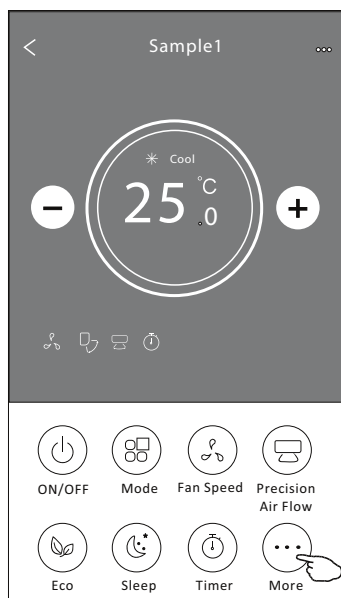 Sample1
Cool
25.0 °C
ON/OFF
Mode
Fan Speed
Precision
Air Flow
Eco
Sleep
Timer
More